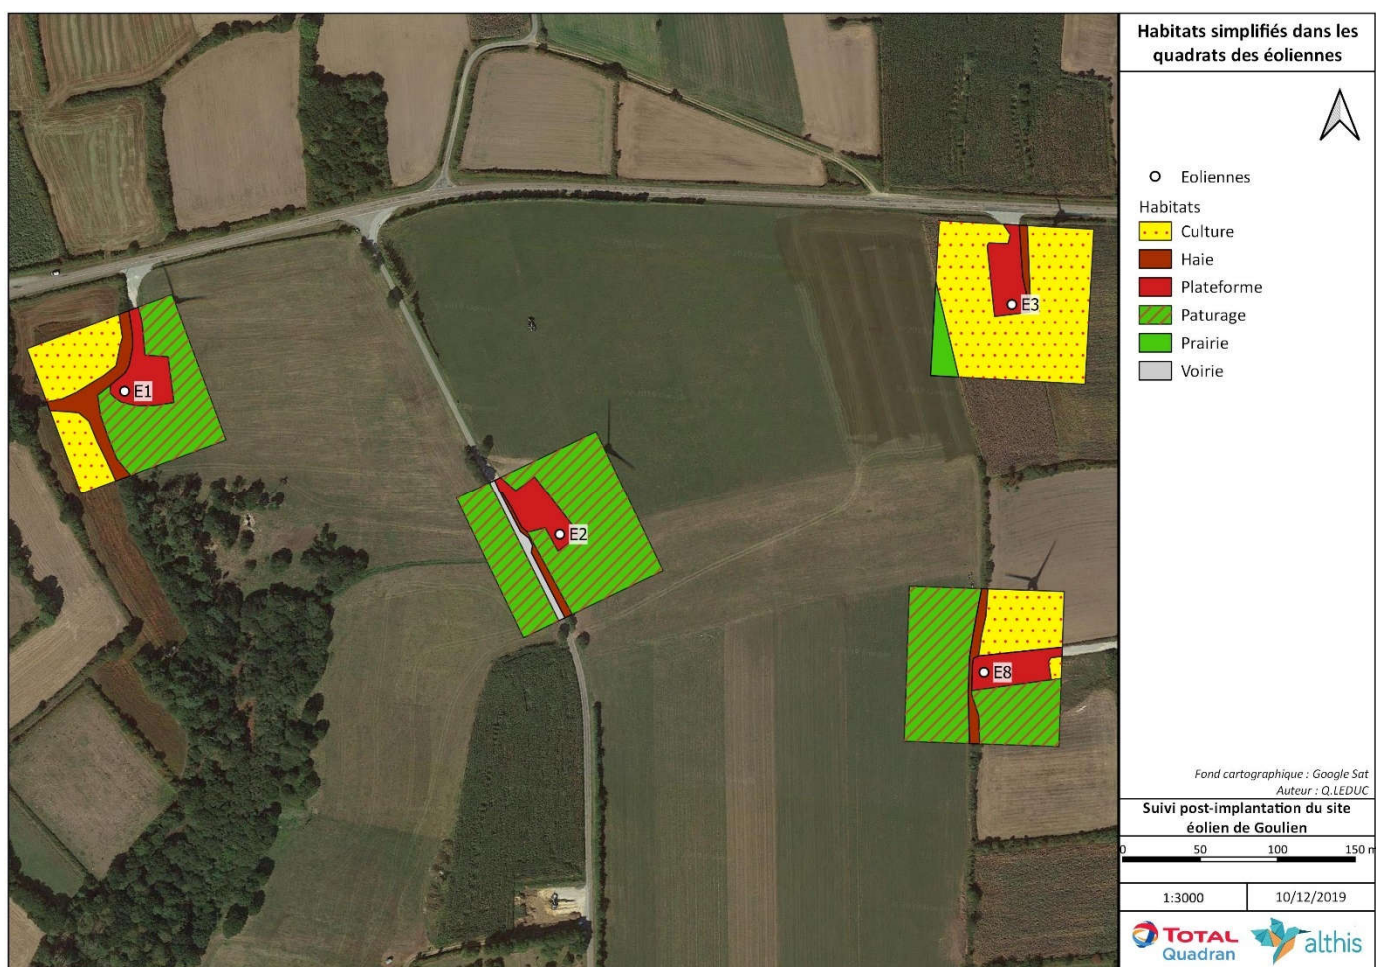 Habitats simplifiés dans les
quadrats des éoliennes
Eoliennes
Habitats
Culture
Haie
Plateforme
Paturage
Prairie
Voirie
E1
E2
E3
E8
Fond cartographique : Google Sat
Auteur : Q.LEDUC
Suivi post-implantation du site
éolien de Goulien
0 50 100 150 m
1:3000 10/12/2019
TOTAL
Quadran
althis